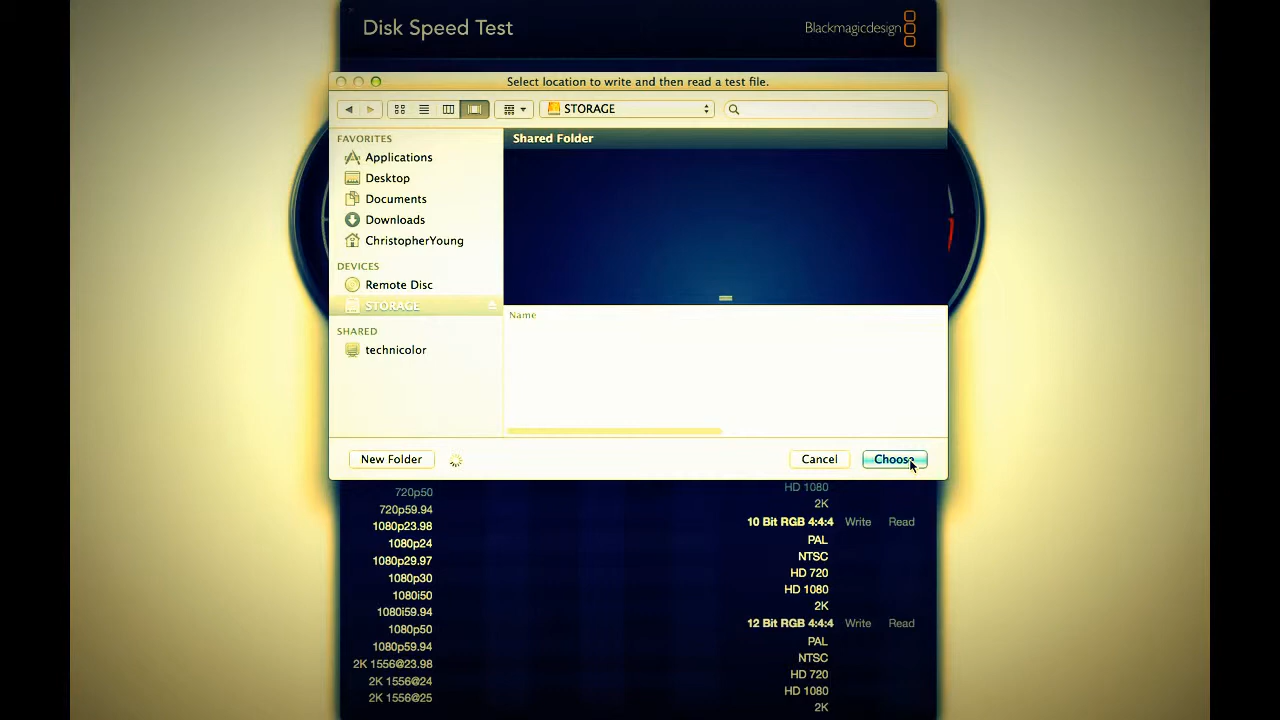 Disk Speed Test
Blackmagicdesign
Select location to write and then read a test file.
STORAGE
FAVORITES
Shared Folder
Applications
Desktop
Documents
Downloads
ChristopherYoung
DEVICES
Remote Disc
STORAGE
Name
SHARED
technicolor
New Folder
Cancel
Choose
720p50
720p59.94
1080p23.98
1080p24
1080p29.97
1080p30
1080i50
1080i59.94
1080p50
1080p59.94
2K 1556@23.98
2K 1556@24
2K 1556@25
HD 1080
2K
10 Bit RGB 4:4:4 Write Read
PAL
NTSC
HD 720
HD 1080
2K
12 Bit RGB 4:4:4 Write Read
PAL
NTSC
HD 720
HD 1080
2K